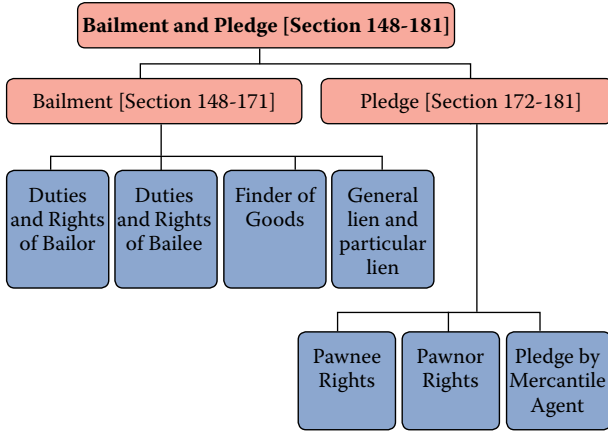 Bailment and Pledge [Section 148-181]
Bailment [Section 148-171]
Pledge [Section 172-181]
Duties
and Rights
of Bailor
Duties
and Rights
of Bailee
Finder of
Goods
General
lien and
particular
lien
Pawnee
Rights
Pawnor
Rights
Pledge by
Mercantile
Agent